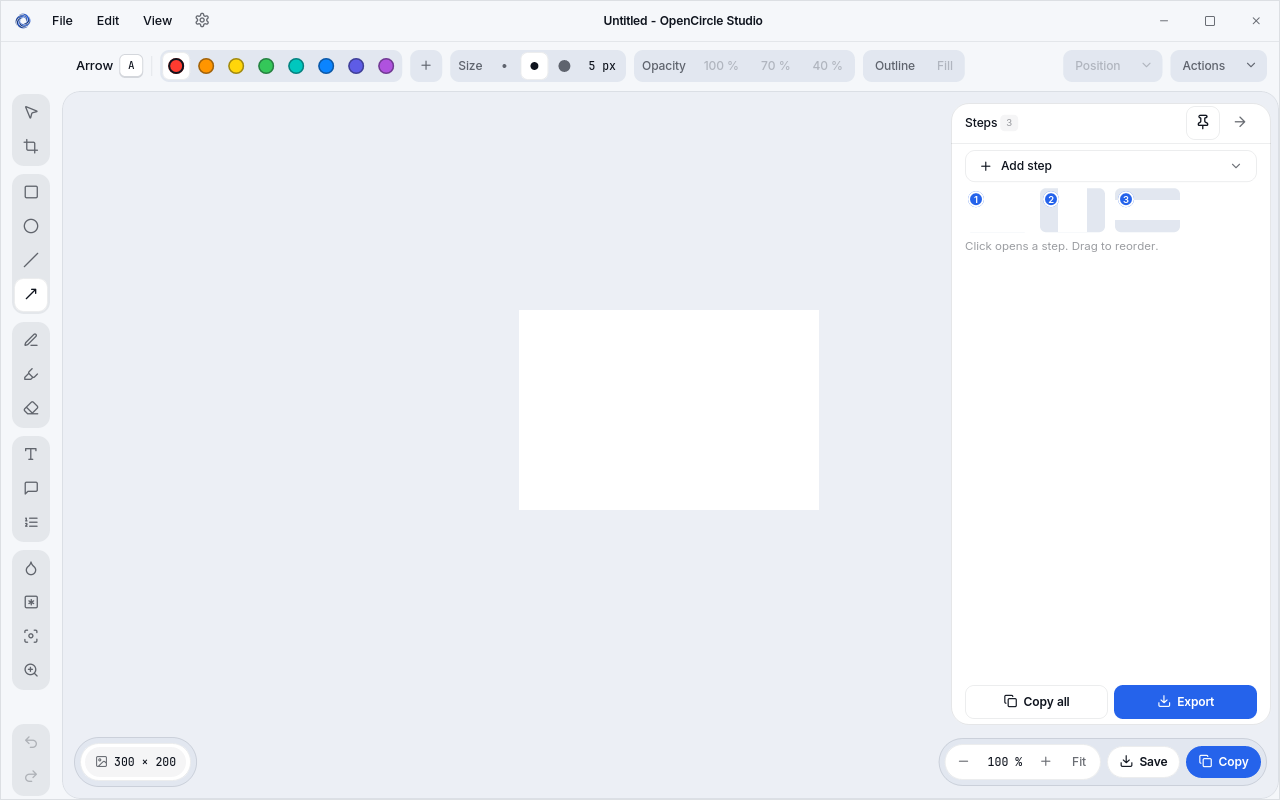 File Edit View Untitled - OpenCircle Studio
Arrow A Size 5 px Opacity 100 % 70 % 40 % Outline Fill Position Actions
Steps 3
Add step
1 2 3
Click opens a step. Drag to reorder.
Copy all Export
300 × 200 100 % Fit Save Copy